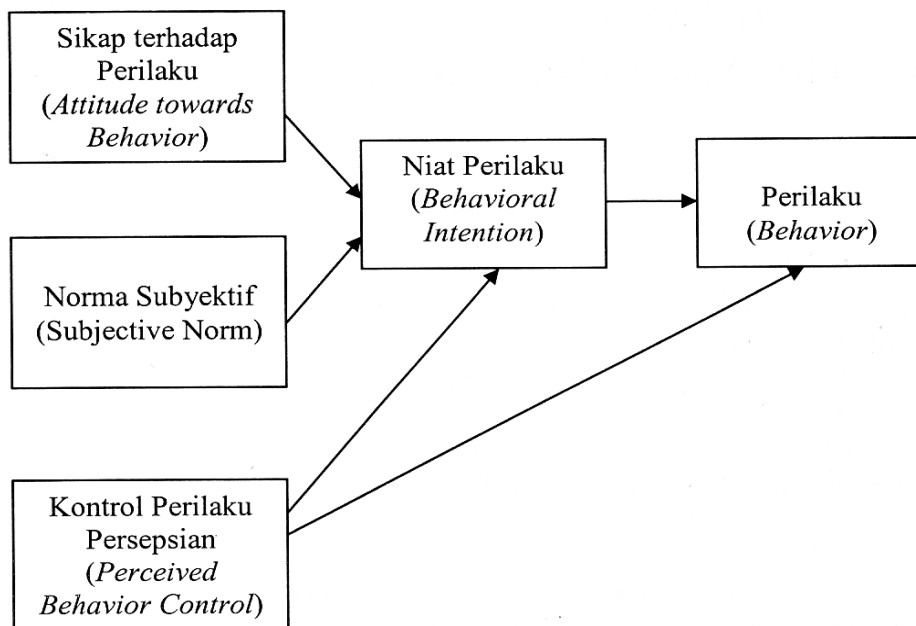 Sikap terhadap
Perilaku
(Attitude towards
Behavior)
Niat Perilaku
(Behavioral
Intention)
Perilaku
(Behavior)
Norma Subyektif
(Subjective Norm)
Kontrol Perilaku
Persepsian
(Perceived
Behavior Control)